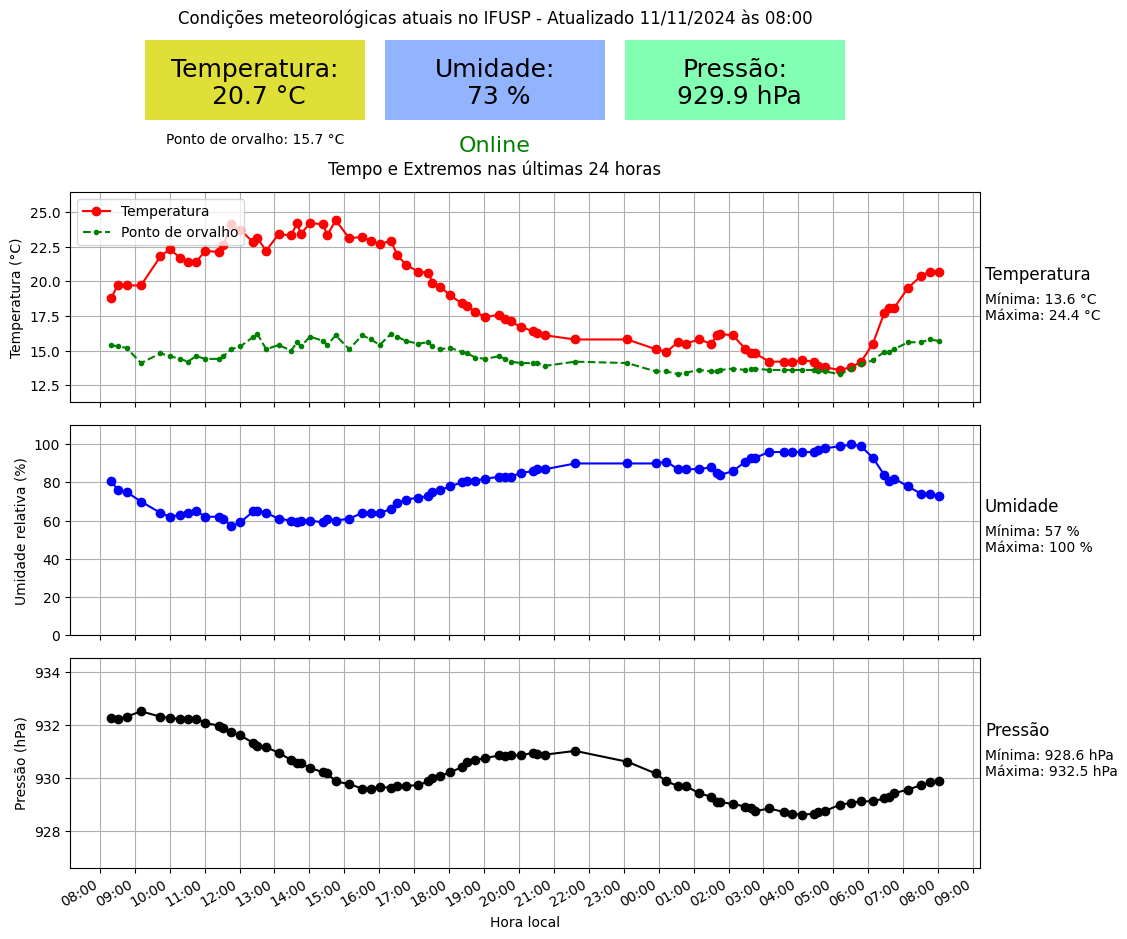 Condições meteorológicas atuais no IFUSP - Atualizado 11/11/2024 às 08:00
Temperatura:
20.7 °C
Umidade:
73 %
Pressão:
929.9 hPa
Ponto de orvalho: 15.7 °C
Online
Tempo e Extremos nas últimas 24 horas
Temperatura (°C)
25.0
22.5
20.0
17.5
15.0
12.5
Temperatura
Ponto de orvalho
Temperatura
Mínima: 13.6 °C
Máxima: 24.4 °C
Umidade relativa (%)
100
80
60
40
20
0
Umidade
Mínima: 57 %
Máxima: 100 %
Pressão (hPa)
934
932
930
928
Pressão
Mínima: 928.6 hPa
Máxima: 932.5 hPa
08:00 09:00 10:00 11:00 12:00 13:00 14:00 15:00 16:00 17:00 18:00 19:00 20:00 21:00 22:00 23:00 00:00 01:00 02:00 03:00 04:00 05:00 06:00 07:00 08:00 09:00
Hora local